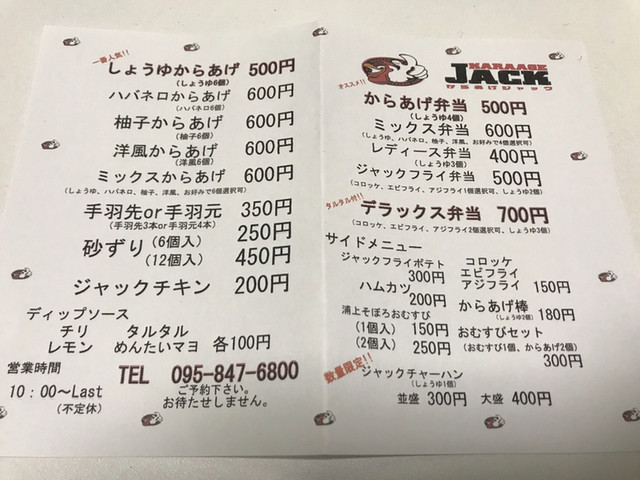 一番人気!!
しょうゆからあげ 500円
(しょうゆ6個)
ハバネロからあげ 600円
(ハバネロ6個)
柚子からあげ 600円
(柚子6個)
洋風からあげ 600円
(洋風6個)
ミックスからあげ 600円
(しょうゆ、ハバネロ、柚子、洋風、お好みで6個選択可)
手羽先or手羽元 350円
(手羽先3本or手羽元4本)
砂ずり (6個入) 250円
(12個入) 450円
ジャックチキン 200円
ディップソース
チリ タルタル
レモン めんたいマヨ 各100円
営業時間
10:00〜Last
(不定休)
TEL 095-847-6800
ご予約下さい。
お待たせしません。
KARAAGE
JACK
からあげジャック
オススメ!!
からあげ弁当 500円
(しょうゆ4個)
ミックス弁当 600円
(しょうゆ、ハバネロ、柚子、洋風、お好みで4個選択可)
レディース弁当 400円
(しょうゆ3個)
ジャックフライ弁当 500円
(コロッケ、エビフライ、アジフライ1個選択可、しょうゆ2個)
タルタル付!!
デラックス弁当 700円
(コロッケ、エビフライ、アジフライ2個選択可、しょうゆ3個)
サイドメニュー
ジャックフライポテト
300円
ハムカツ
200円
浦上そぼろおむすび
(1個入) 150円
(2個入) 250円
コロッケ
エビフライ
アジフライ 150円
からあげ棒
(しょうゆ2個) 180円
おむすびセット
(おむすび1個、からあげ2個)
300円
数量限定!!
ジャックチャーハン
(しょうゆ1個)
並盛 300円 大盛 400円